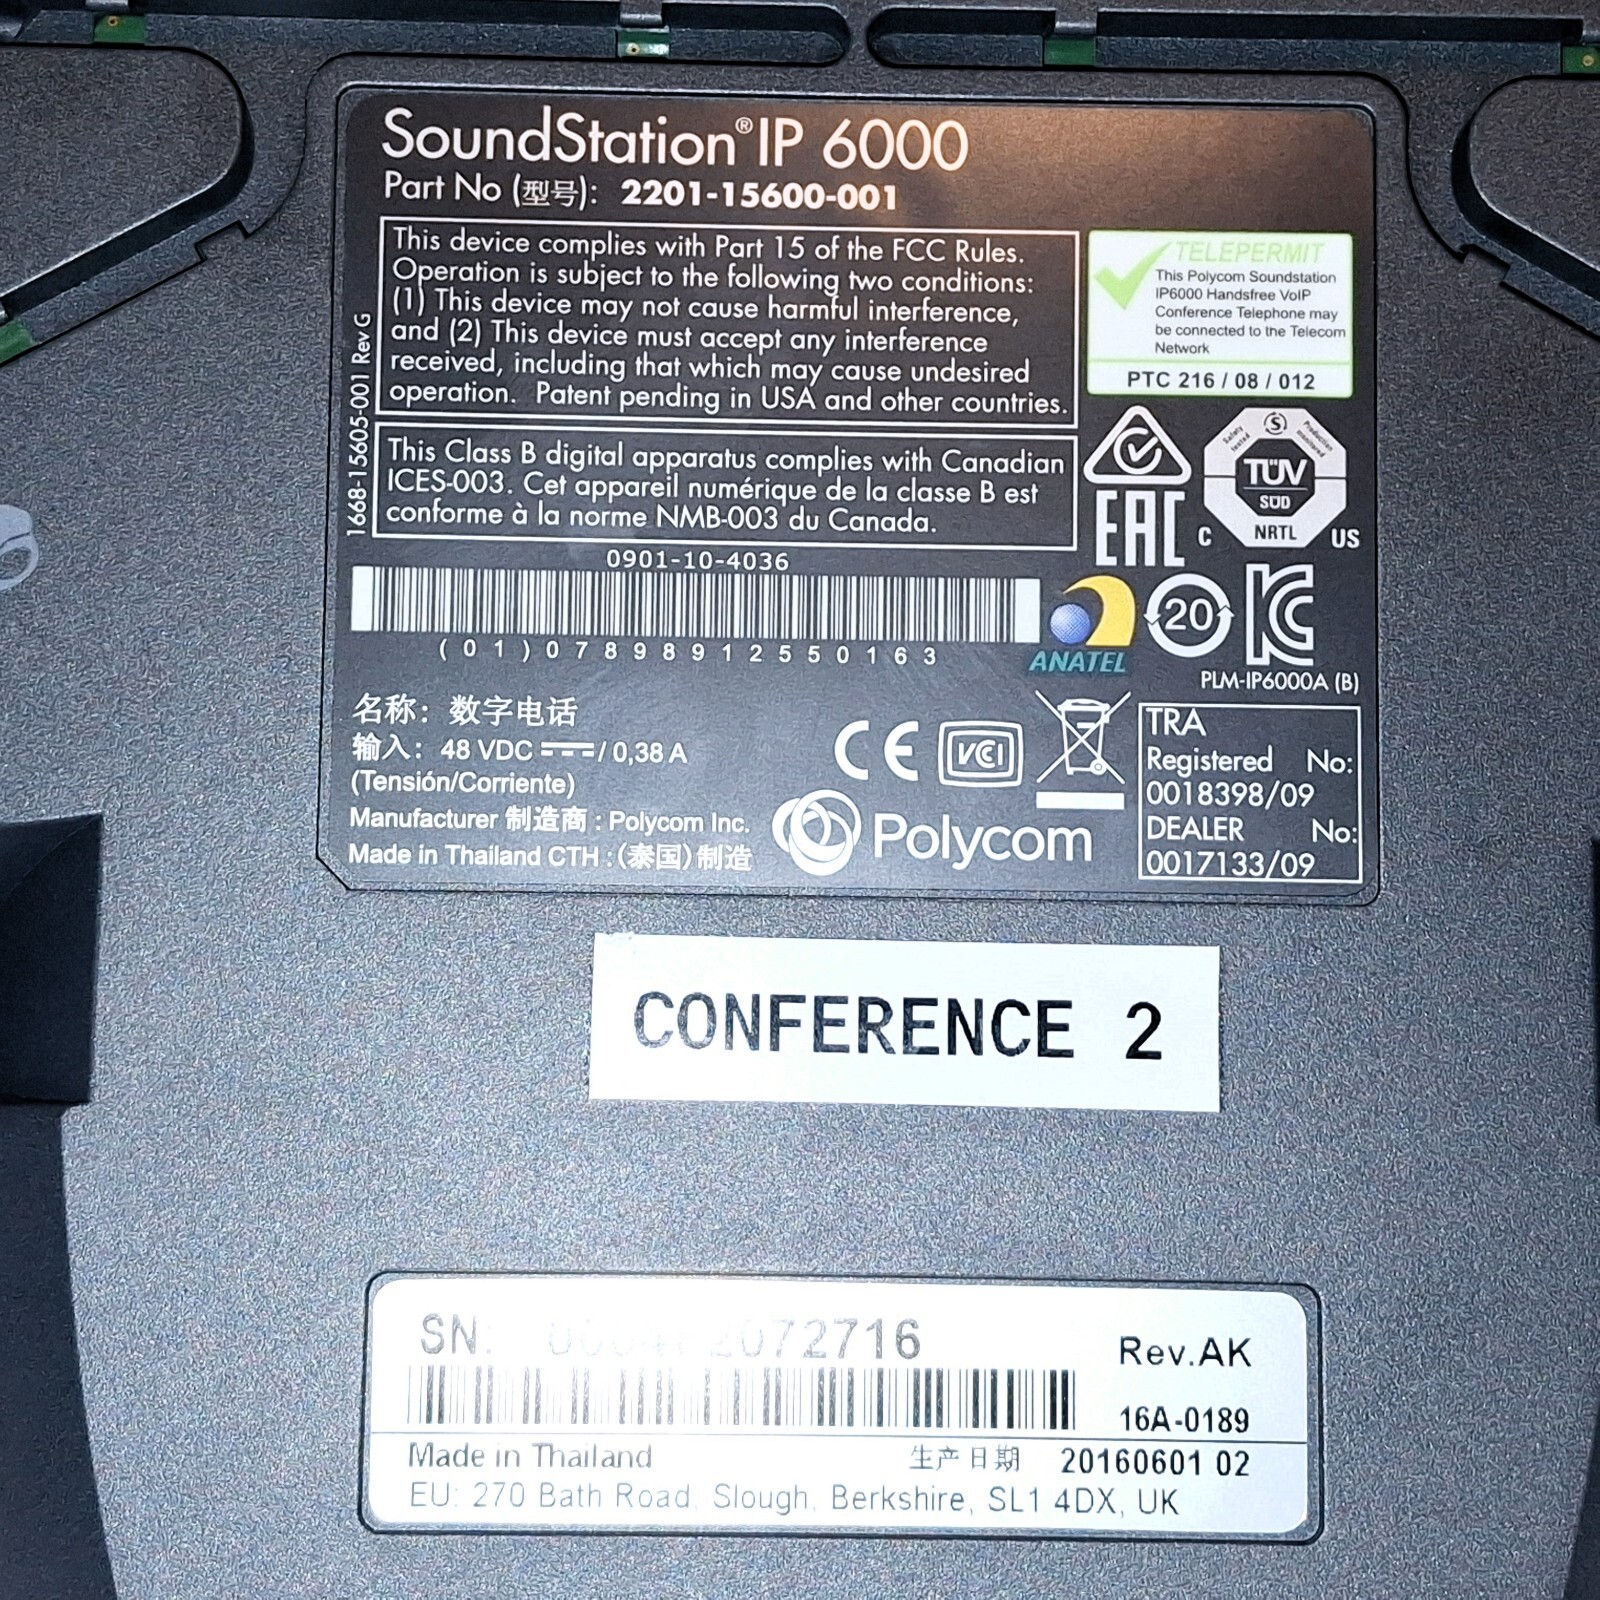 SoundStation® IP 6000
Part No (型号): 2201-15600-001
This device complies with Part 15 of the FCC Rules.
Operation is subject to the following two conditions:
(1) This device may not cause harmful interference,
and (2) This device must accept any interference
received, including that which may cause undesired
operation. Patent pending in USA and other countries.
TELEPERMIT
This Polycom Soundstation
IP6000 Handsfree VoIP
Conference Telephone may
be connected to the Telecom
Network
PTC 216 / 08 / 012
1668-15605-001 Rev G
This Class B digital apparatus complies with Canadian
ICES-003. Cet appareil numérique de la classe B est
conforme à la norme NMB-003 du Canada.
Safety tested
Production monitored
TÜV
SÜD
NRTL
C US
EAC
0901-10-4036
(01)07898912550163
ANATEL
20
PLM-IP6000A (B)
名称: 数字电话
输入: 48 VDC / 0,38 A
(Tensión/Corriente)
Manufacturer 制造商 : Polycom Inc.
Made in Thailand CTH :(泰国)制造
CE
VCI
Polycom
TRA
Registered No:
0018398/09
DEALER No:
0017133/09
CONFERENCE 2
SN:
Rev.AK
16A-0189
Made in Thailand 生产日期 20160601 02
EU: 270 Bath Road, Slough, Berkshire, SL1 4DX, UK